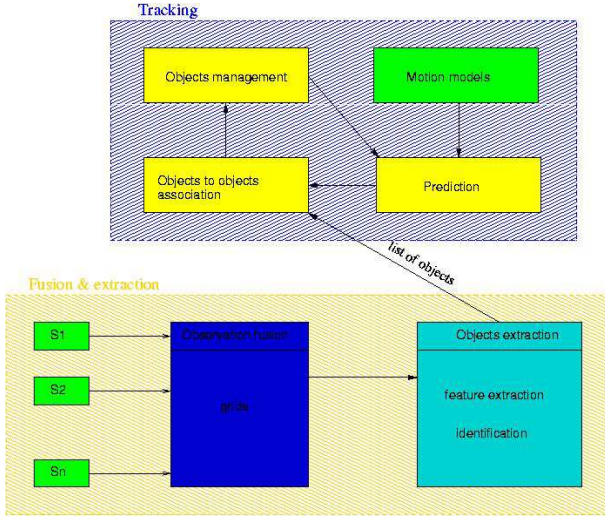 Tracking
Objects management
Motion models
Objects to objects
association
Prediction
list of objects
Fusion & extraction
S1
Observation fusion
Objects extraction
S2
grids
feature extraction
identification
Sn